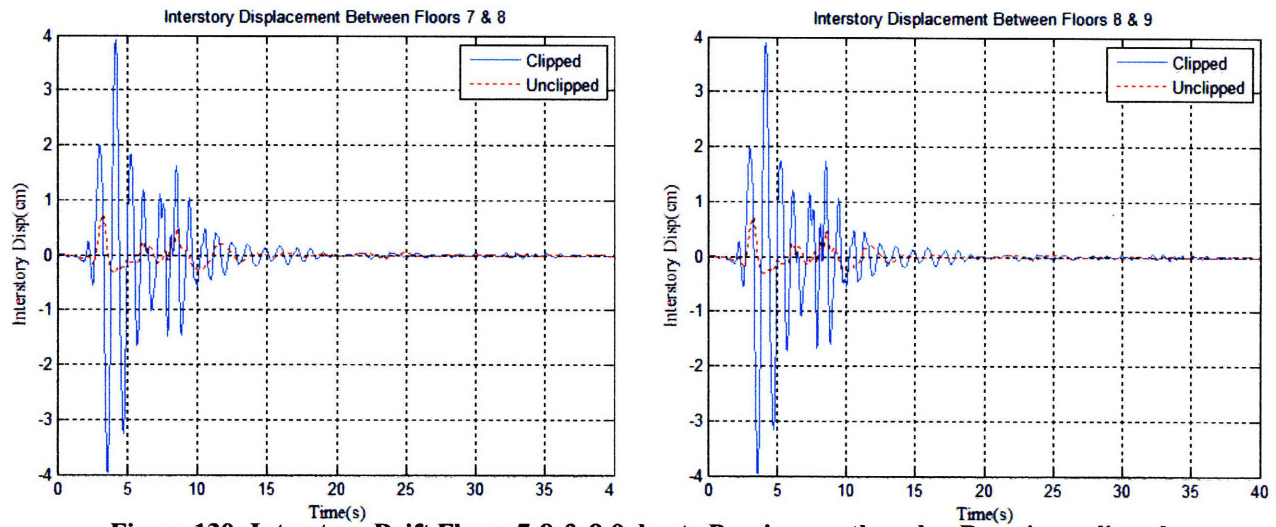 Interstory Displacement Between Floors 7 & 8
Clipped
Unclipped
Interstory Disp(cm)
4
3
2
1
0
-1
-2
-3
-4
0 5 10 15 20 25 30 35 4
Time(s)
Interstory Displacement Between Floors 8 & 9
Clipped
Unclipped
Interstory Disp(cm)
4
3
2
1
0
-1
-2
-3
-4
0 5 10 15 20 25 30 35 40
Time(s)